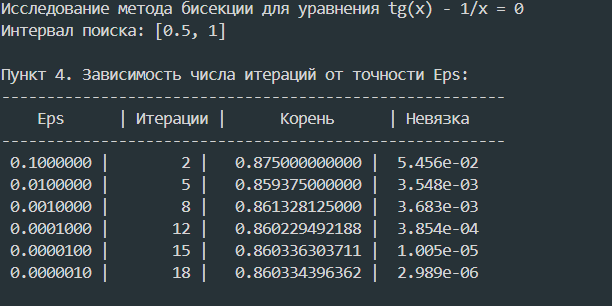 Исследование метода бисекции для уравнения tg(x) - 1/x = 0
Интервал поиска: [0.5, 1]
Пункт 4. Зависимость числа итераций от точности Eps:
--------------------------------------------------------
Eps | Итерации | Корень | Невязка
--------------------------------------------------------
0.1000000 | 2 | 0.875000000000 | 5.456e-02
0.0100000 | 5 | 0.859375000000 | 3.548e-03
0.0010000 | 8 | 0.861328125000 | 3.683e-03
0.0001000 | 12 | 0.860229492188 | 3.854e-04
0.0000100 | 15 | 0.860336303711 | 1.005e-05
0.0000010 | 18 | 0.860334396362 | 2.989e-06